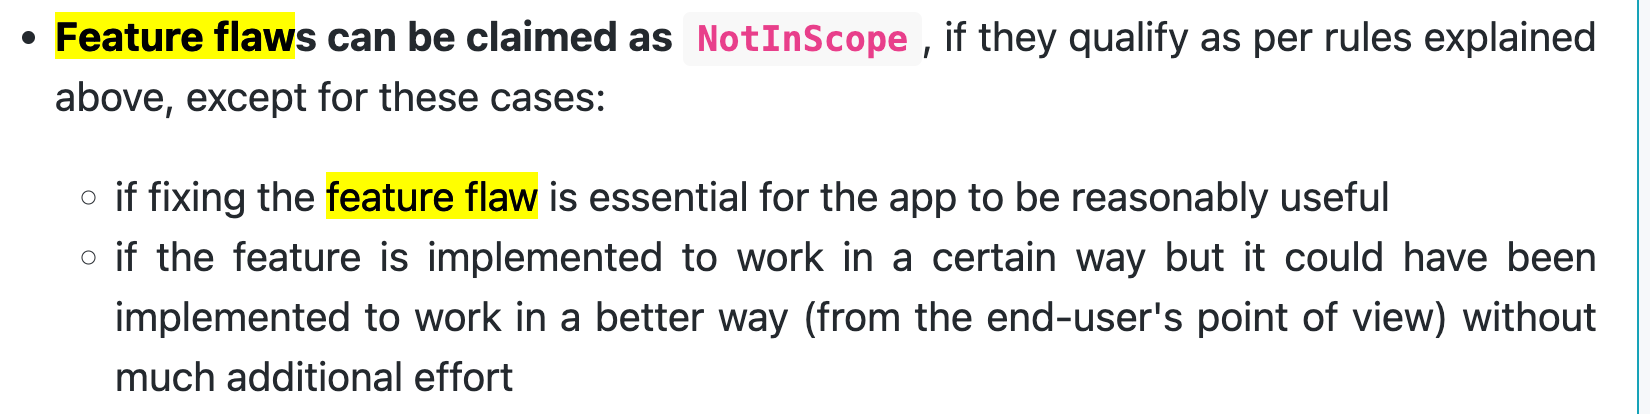 • Feature flaws can be claimed as NotInScope, if they qualify as per rules explained
above, except for these cases:
○ if fixing the feature flaw is essential for the app to be reasonably useful
○ if the feature is implemented to work in a certain way but it could have been
implemented to work in a better way (from the end-user's point of view) without
much additional effort